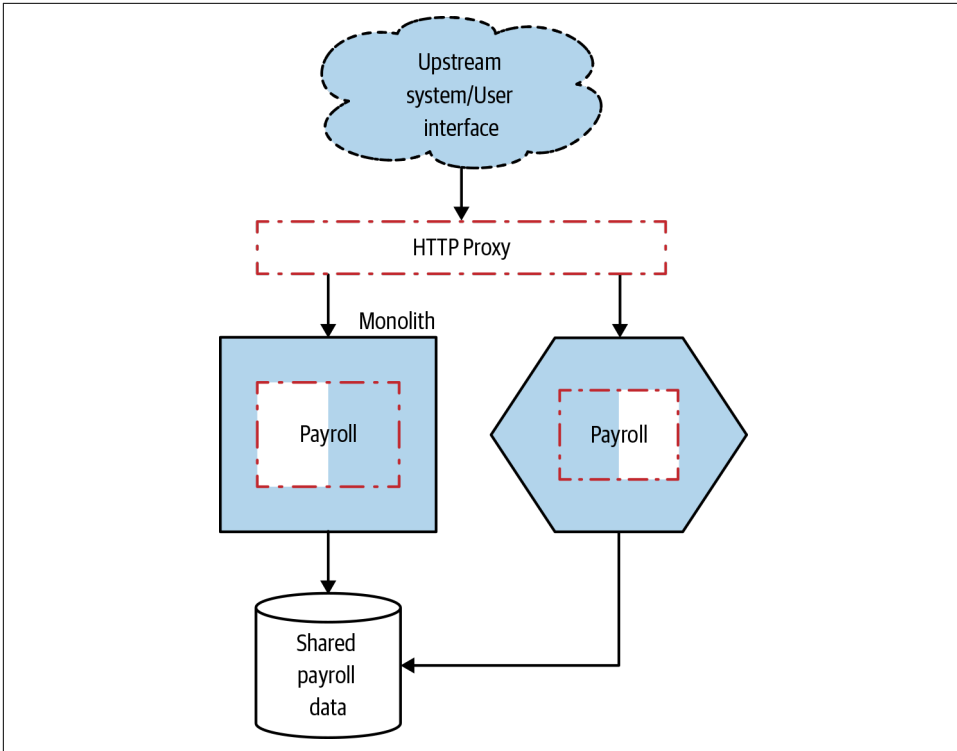 Upstream
system/User
interface
HTTP Proxy
Monolith
Payroll
Payroll
Shared
payroll
data